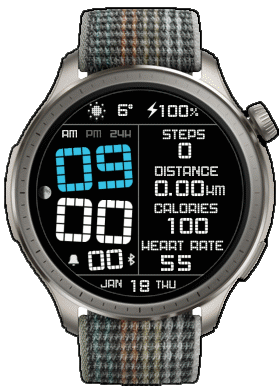 6° 100%
AM PM 24H
09
00
00
STEPS
0
DISTANCE
0.00KM
CALORIES
100
HEART RATE
55
JAN 18 THU